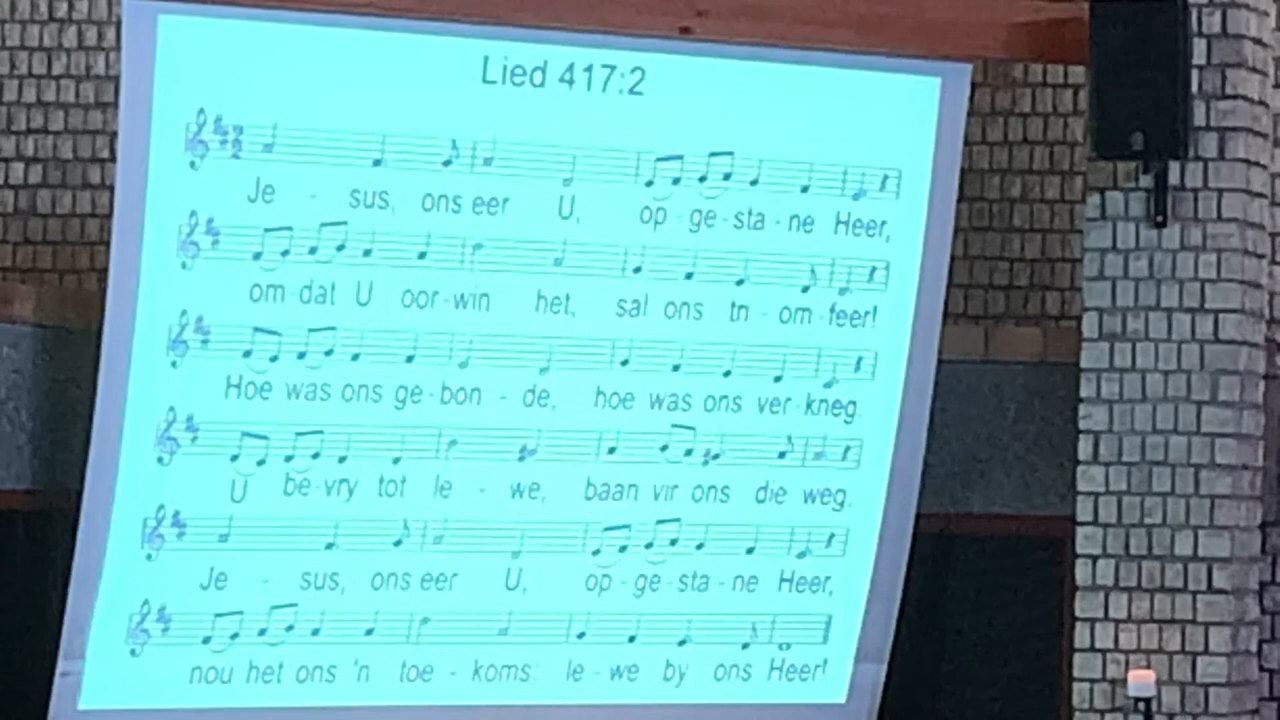 Lied 417:2
Je - sus, ons eer U, op - ge - sta - ne Heer,
om dat U oor - win het, sal ons tri - om - feer!
Hoe was ons ge - bon - de, hoe was ons ver - kneg.
U be - vry tot le - we, baan vir ons die weg.
Je - sus, ons eer U, op - ge - sta - ne Heer,
nou het ons 'n toe - koms: le - we by ons Heer!